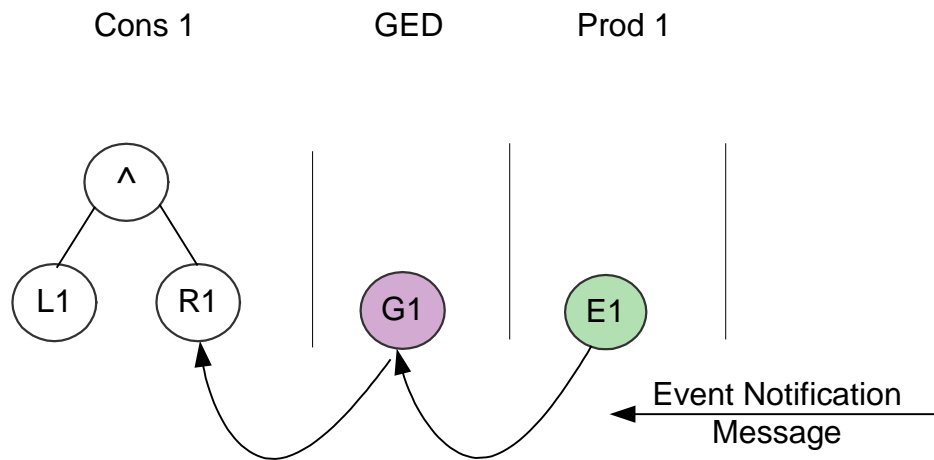 Cons 1
GED
Prod 1
^
L1
R1
G1
E1
Event Notification
Message